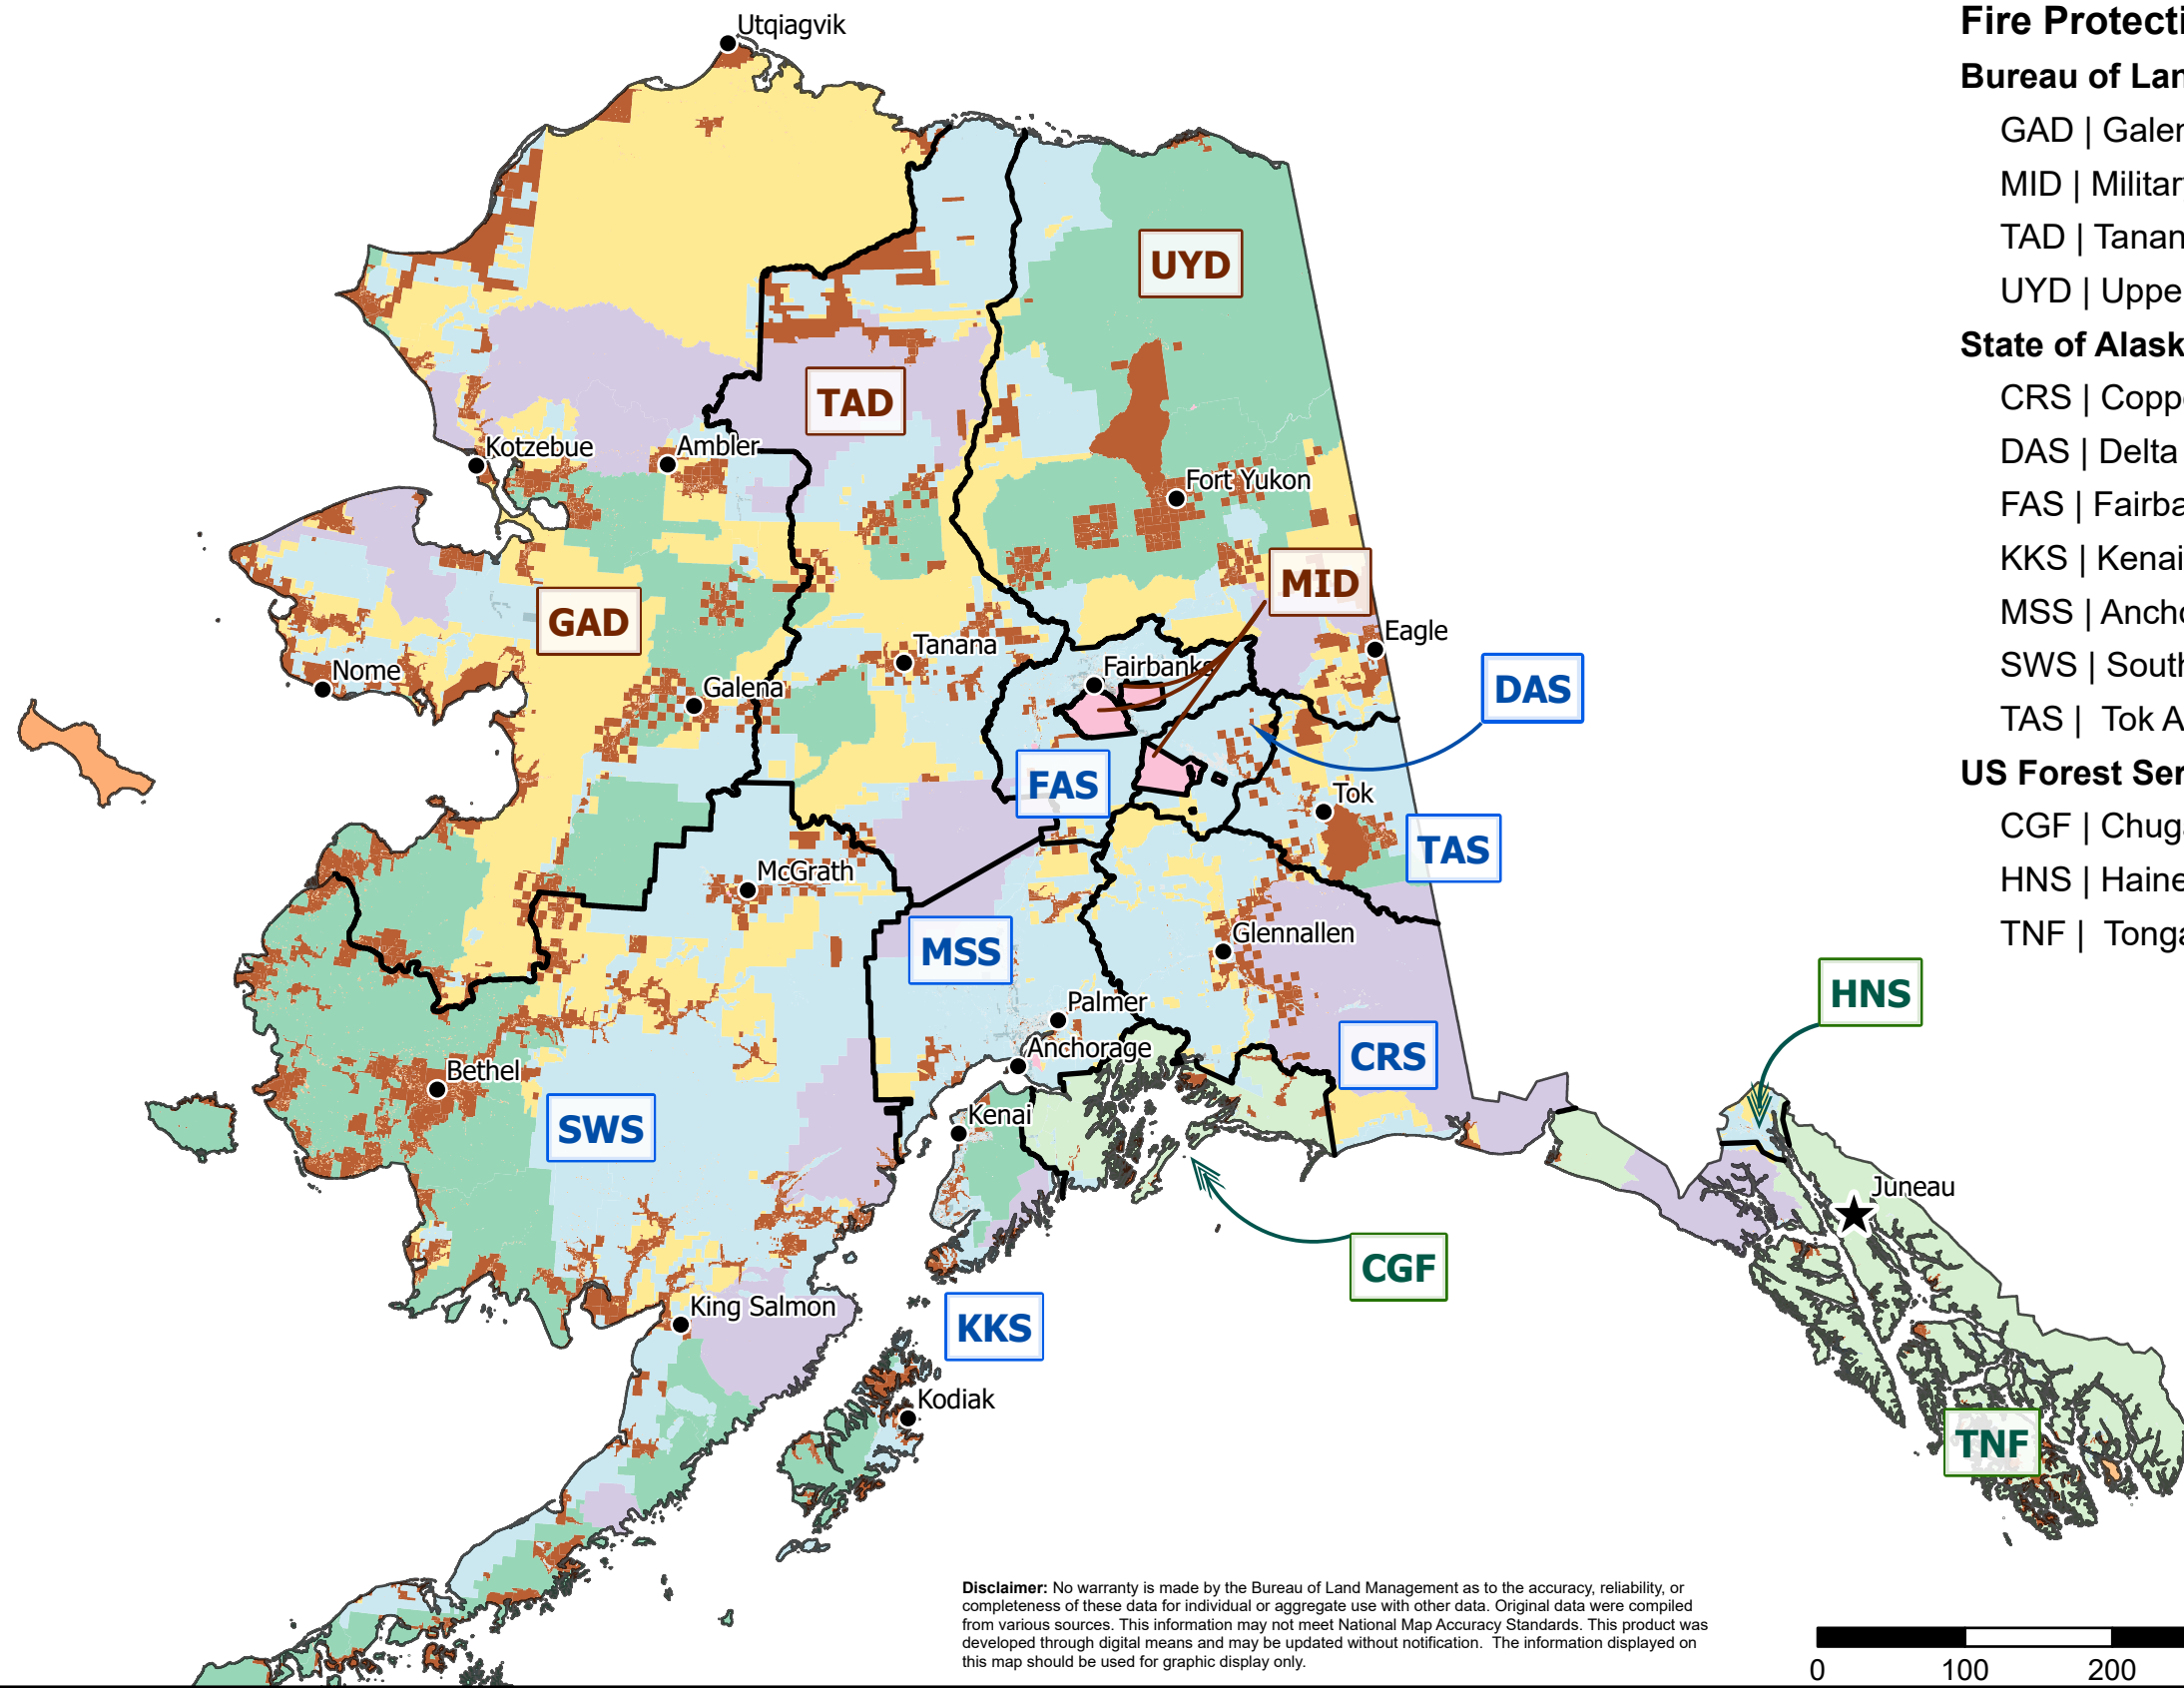 Utqiagvik
UYD
TAD
Kotzebue
Ambler
Fort Yukon
MID
GAD
Eagle
Tanana
Fairbanks
Nome
Galena
DAS
FAS
Tok
TAS
McGrath
Glennallen
MSS
HNS
Palmer
Anchorage
CRS
Bethel
Kenai
SWS
Juneau
CGF
King Salmon
KKS
Kodiak
TNF
Fire Protecti
Bureau of Lan
GAD | Galen
MID | Militar
TAD | Tanan
UYD | Uppe
State of Alask
CRS | Copp
DAS | Delta
FAS | Fairba
KKS | Kenai
MSS | Ancho
SWS | South
TAS | Tok A
US Forest Ser
CGF | Chug
HNS | Haine
TNF | Tonga
Disclaimer: No warranty is made by the Bureau of Land Management as to the accuracy, reliability, or
completeness of these data for individual or aggregate use with other data. Original data were compiled
from various sources. This information may not meet National Map Accuracy Standards. This product was
developed through digital means and may be updated without notification. The information displayed on
this map should be used for graphic display only.
0 100 200